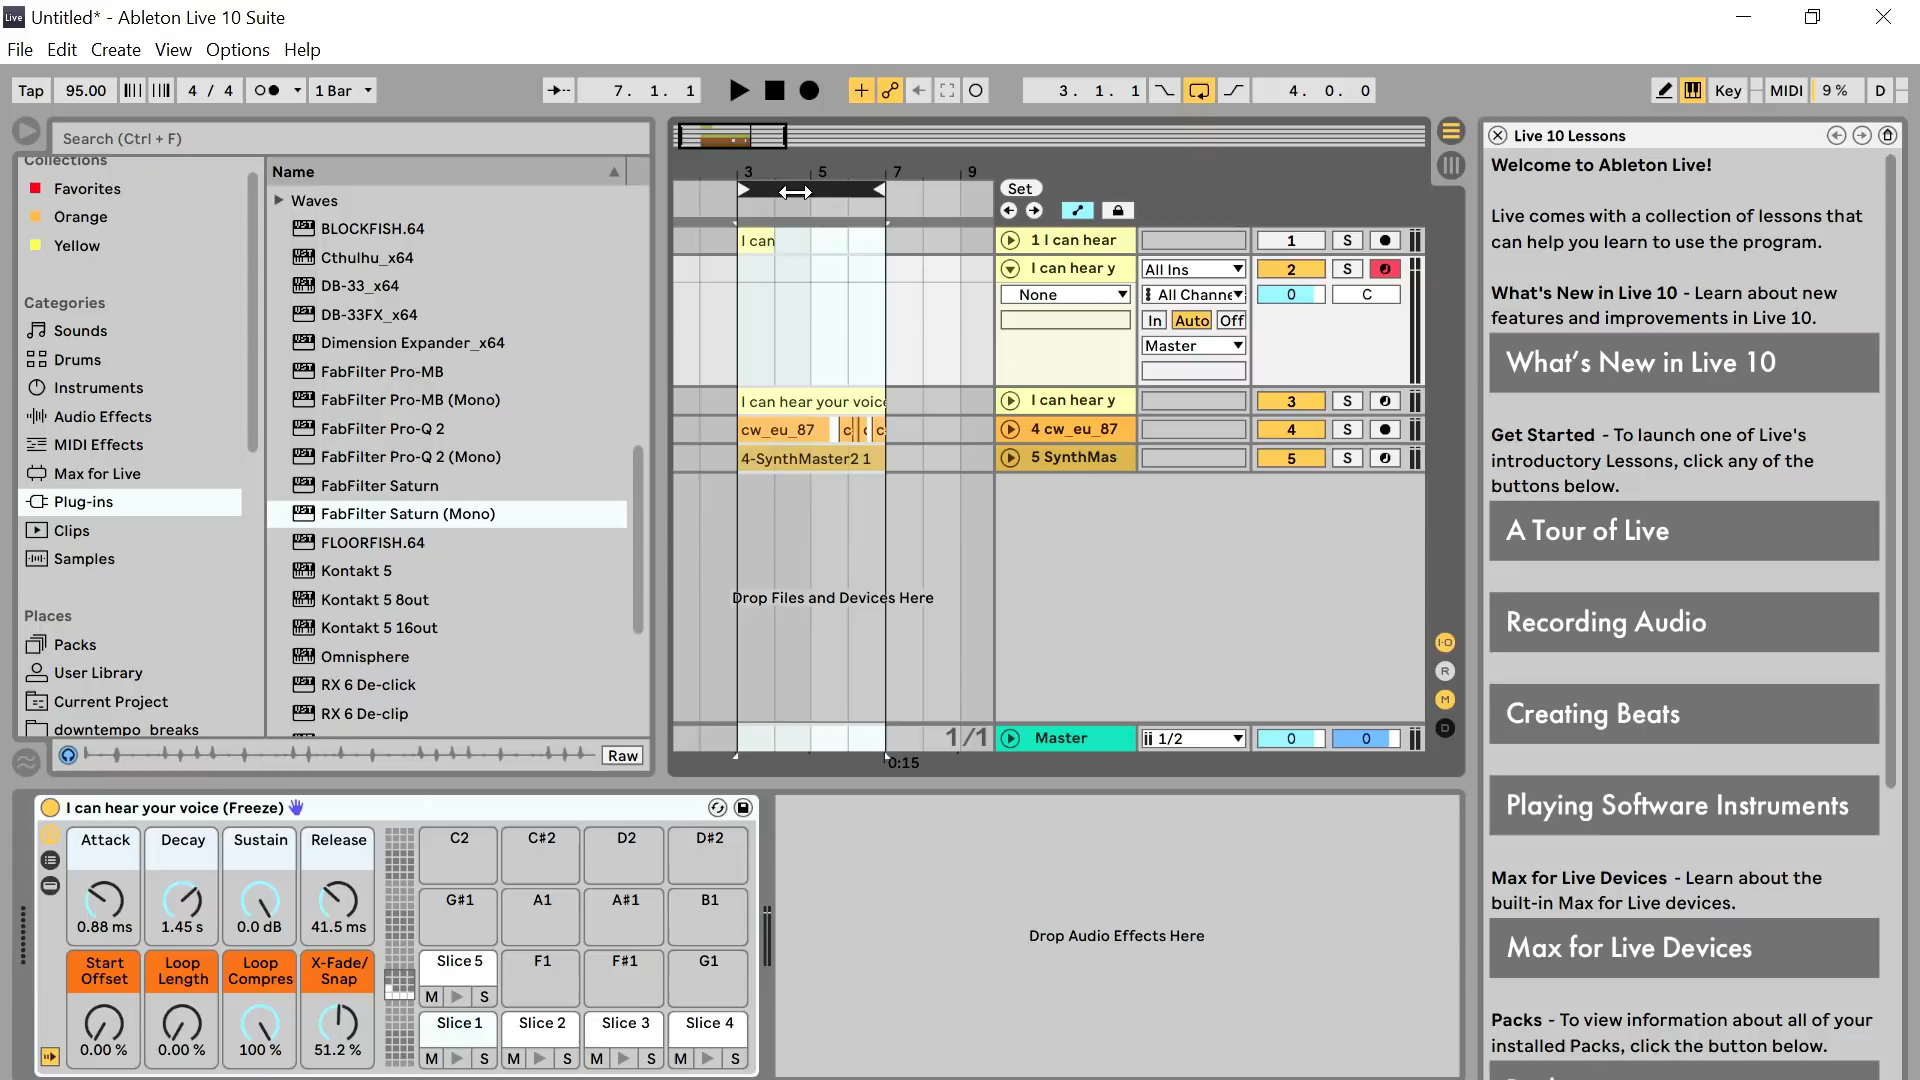 Live Untitled* - Ableton Live 10 Suite
File Edit Create View Options Help
Tap 95.00 4 / 4 1 Bar 7. 1. 1 3. 1. 1 4. 0. 0 Key MIDI 9 % D
Search (Ctrl + F)
Collections
Favorites
Orange
Yellow
Categories
Sounds
Drums
Instruments
Audio Effects
MIDI Effects
Max for Live
Plug-ins
Clips
Samples
Places
Packs
User Library
Current Project
downtempo breaks
Name
Waves
BLOCKFISH.64
Cthulhu_x64
DB-33_x64
DB-33FX_x64
Dimension Expander_x64
FabFilter Pro-MB
FabFilter Pro-MB (Mono)
FabFilter Pro-Q 2
FabFilter Pro-Q 2 (Mono)
FabFilter Saturn
FabFilter Saturn (Mono)
FLOORFISH.64
Kontakt 5
Kontakt 5 8out
Kontakt 5 16out
Omnisphere
RX 6 De-click
RX 6 De-clip
Raw
3 5 7 9
Set
I can 1 I can hear 1 S
I can hear y All Ins 2 S
None All Channe 0 C
In Auto Off
Master
I can hear your voice I can hear y 3 S
cw_eu_87 c c c 4 cw_eu_87 4 S
4-SynthMaster2 1 5 SynthMas 5 S
Drop Files and Devices Here
1/1 Master 1/2 0 0
0:15
I-O
R
M
D
Live 10 Lessons
Welcome to Ableton Live!
Live comes with a collection of lessons that
can help you learn to use the program.
What's New in Live 10 - Learn about new
features and improvements in Live 10.
What's New in Live 10
Get Started - To launch one of Live's
introductory Lessons, click any of the
buttons below.
A Tour of Live
Recording Audio
Creating Beats
Playing Software Instruments
Max for Live Devices - Learn about the
built-in Max for Live devices.
Max for Live Devices
Packs - To view information about all of your
installed Packs, click the button below.
I can hear your voice (Freeze)
Attack Decay Sustain Release
0.88 ms 1.45 s 0.0 dB 41.5 ms
Start Offset Loop Length Loop Compres X-Fade/ Snap
0.00 % 0.00 % 100 % 51.2 %
C2 C#2 D2 D#2
G#1 A1 A#1 B1
Slice 5 F1 F#1 G1
M S
Slice 1 Slice 2 Slice 3 Slice 4
M S M S M S M S
Drop Audio Effects Here